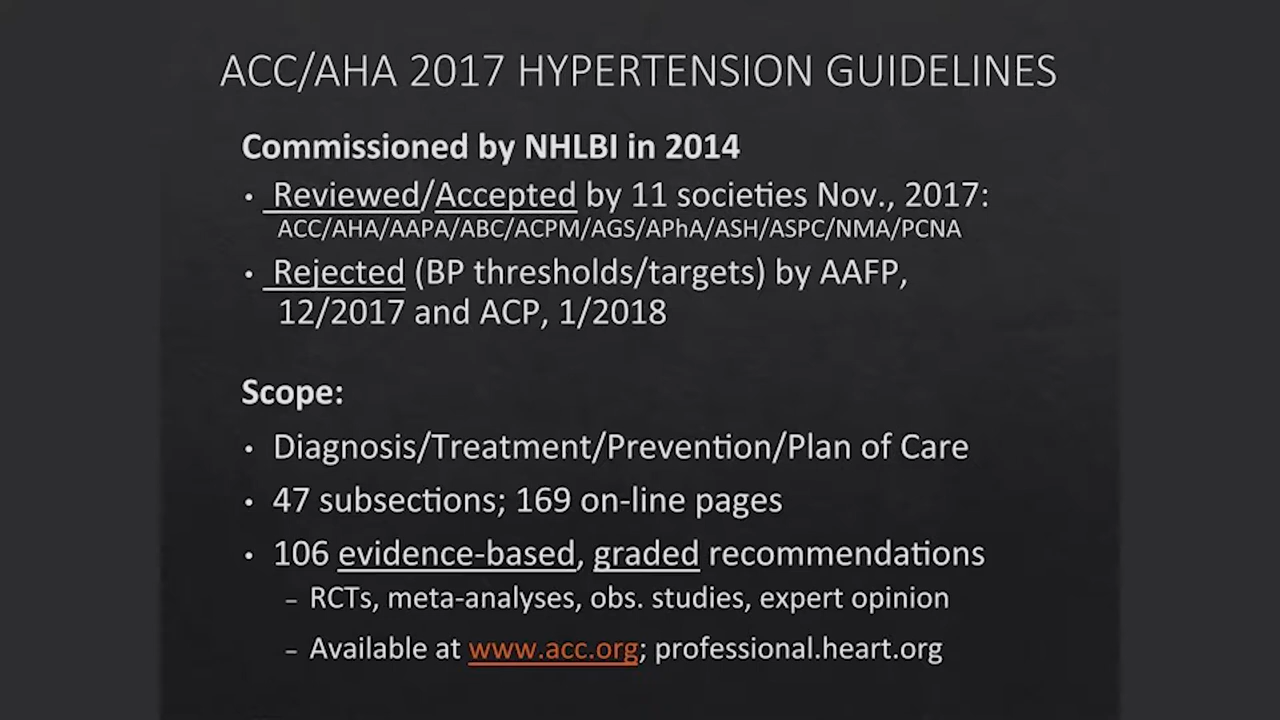 ACC/AHA 2017 HYPERTENSION GUIDELINES
Commissioned by NHLBI in 2014
• Reviewed/Accepted by 11 societies Nov., 2017:
ACC/AHA/AAPA/ABC/ACPM/AGS/APhA/ASH/ASPC/NMA/PCNA
• Rejected (BP thresholds/targets) by AAFP,
12/2017 and ACP, 1/2018
Scope:
• Diagnosis/Treatment/Prevention/Plan of Care
• 47 subsections; 169 on-line pages
• 106 evidence-based, graded recommendations
– RCTs, meta-analyses, obs. studies, expert opinion
– Available at www.acc.org; professional.heart.org